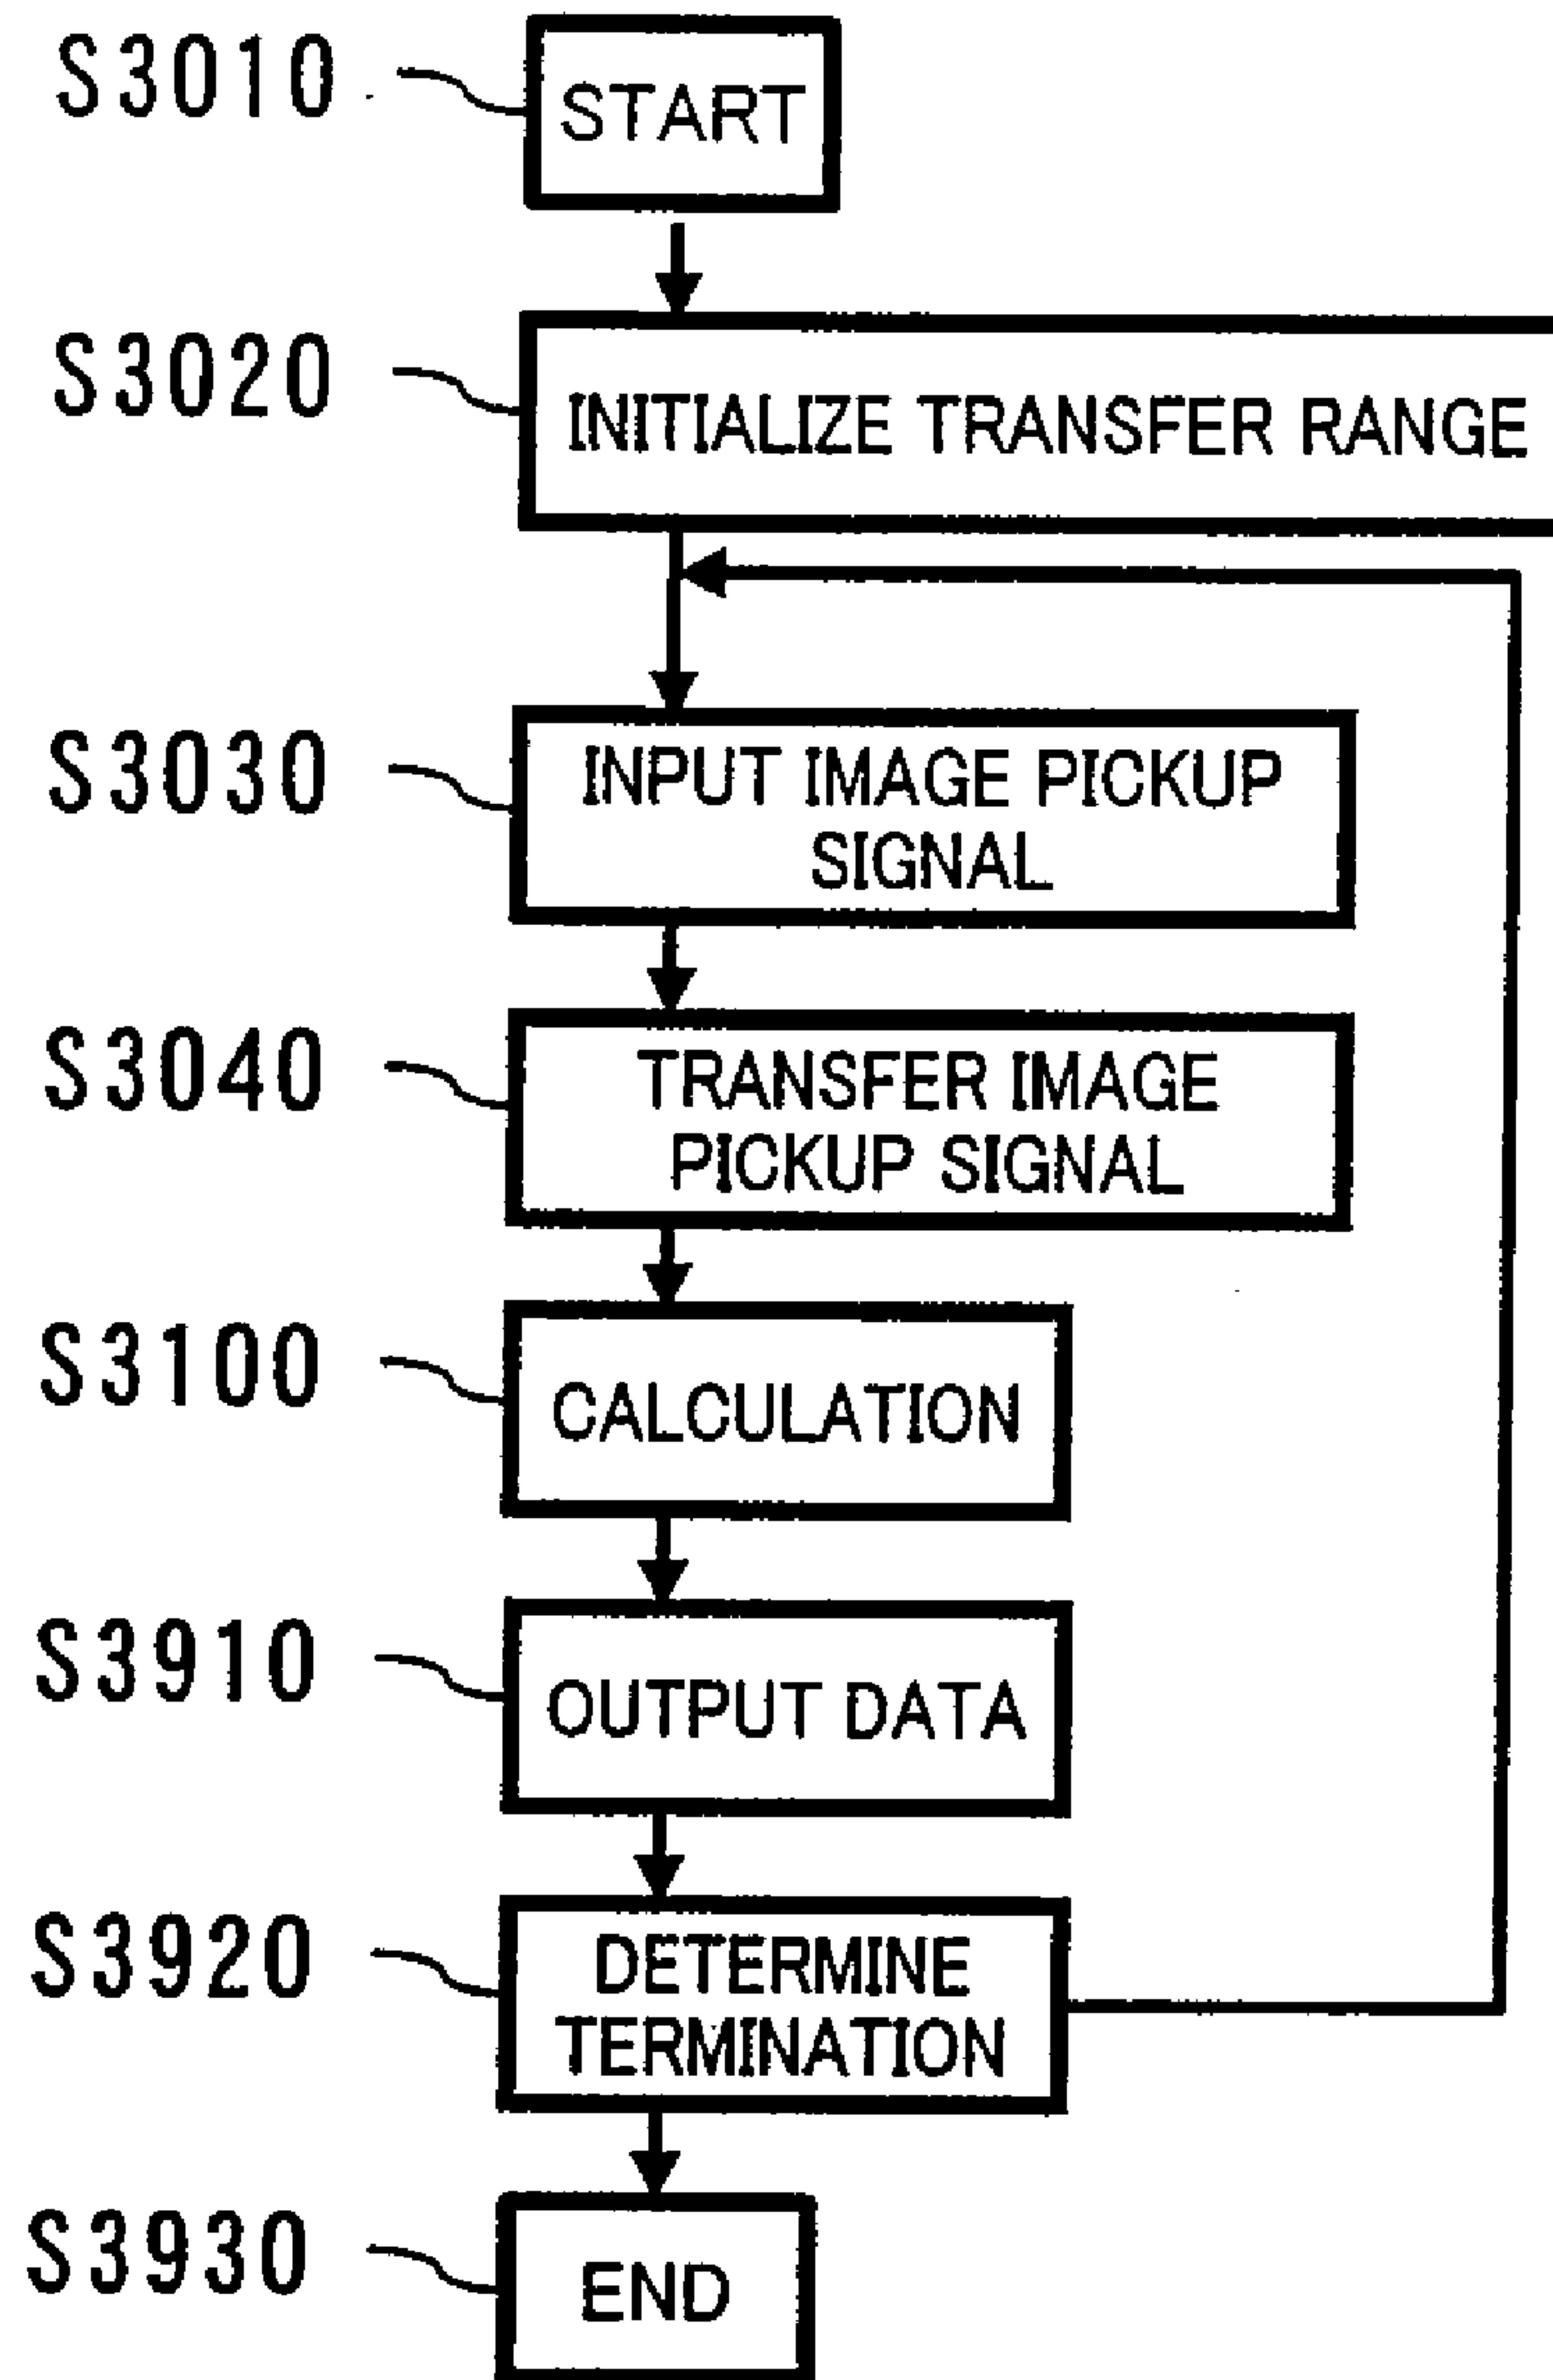 S3010
START
S3020
INITIALIZE TRANSFER RANGE
S3030
INPUT IMAGE PICKUP
SIGNAL
S3040
TRANSFER IMAGE
PICKUP SIGNAL
S3100
CALCULATION
S3910
OUTPUT DATA
S3920
DETERMINE
TERMINATION
S3930
END